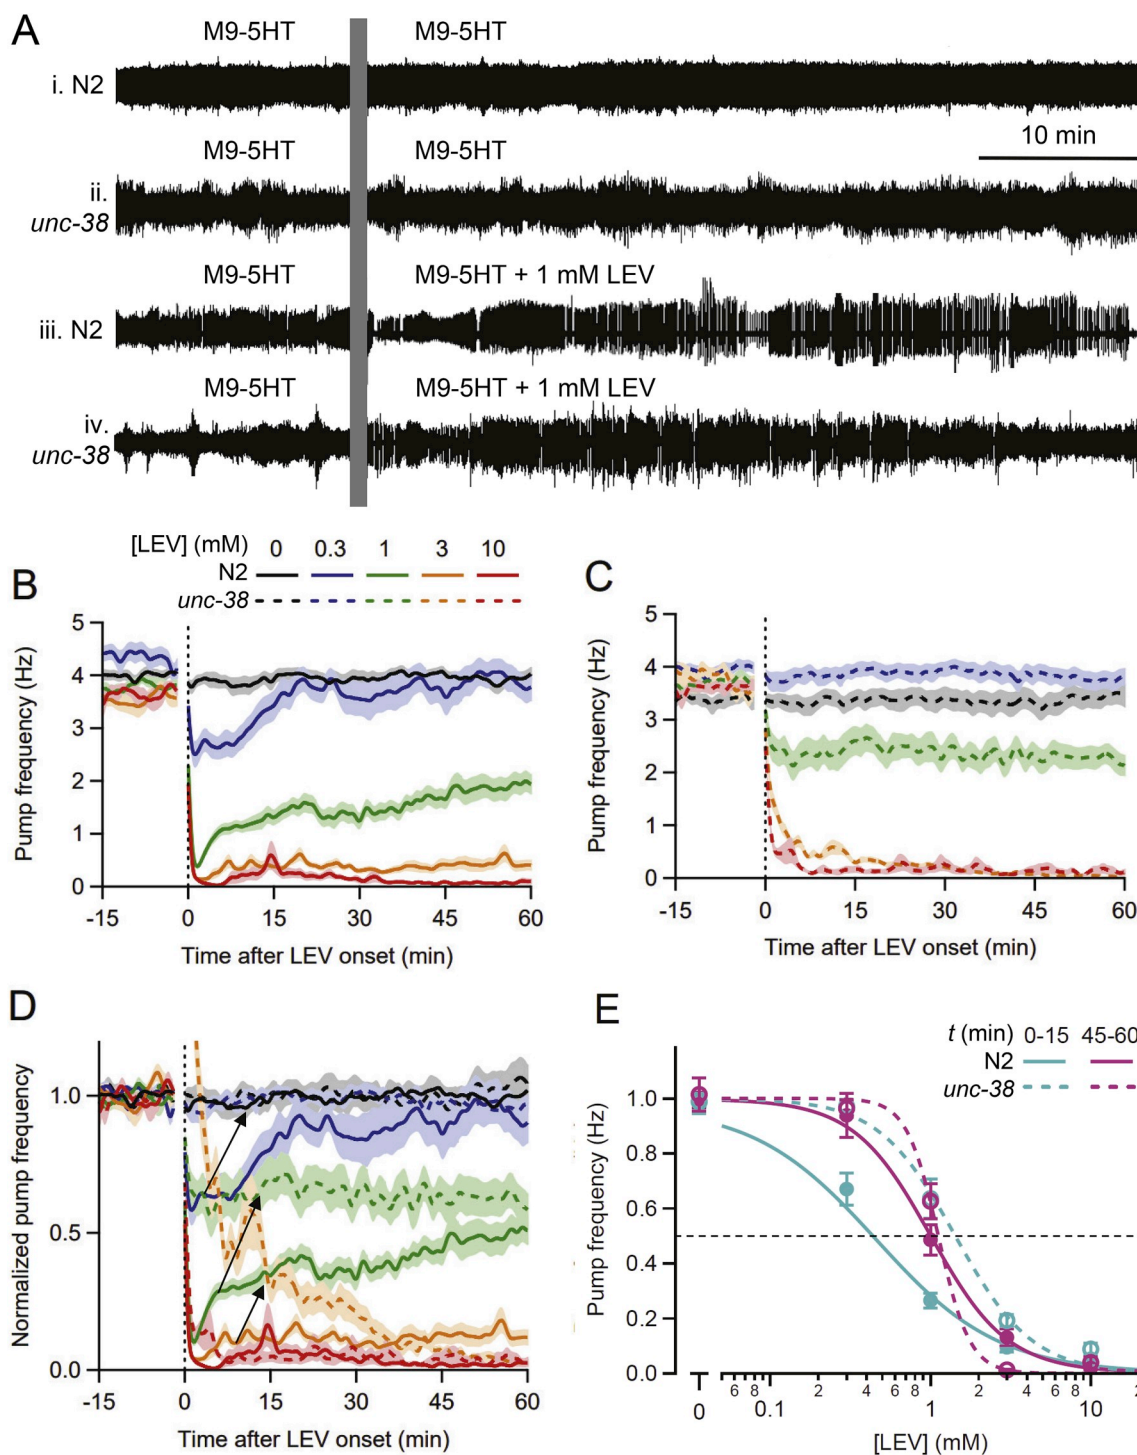 A
M9-5HT M9-5HT
i. N2
10 min
M9-5HT M9-5HT
ii.
unc-38
M9-5HT M9-5HT + 1 mM LEV
iii. N2
M9-5HT M9-5HT + 1 mM LEV
iv.
unc-38
[LEV] (mM) 0 0.3 1 3 10
N2
unc-38
B
Pump frequency (Hz)
5
4
3
2
1
0
-15 0 15 30 45 60
Time after LEV onset (min)
C
Pump frequency (Hz)
5
4
3
2
1
0
-15 0 15 30 45 60
Time after LEV onset (min)
D
Normalized pump frequency
1.0
0.5
0.0
-15 0 15 30 45 60
Time after LEV onset (min)
E
t (min) 0-15 45-60
N2
unc-38
Pump frequency (Hz)
1.0
0.8
0.6
0.4
0.2
0.0
6 8 2 4 6 8 2 4 6 8 2
0 0.1 1 10
[LEV] (mM)